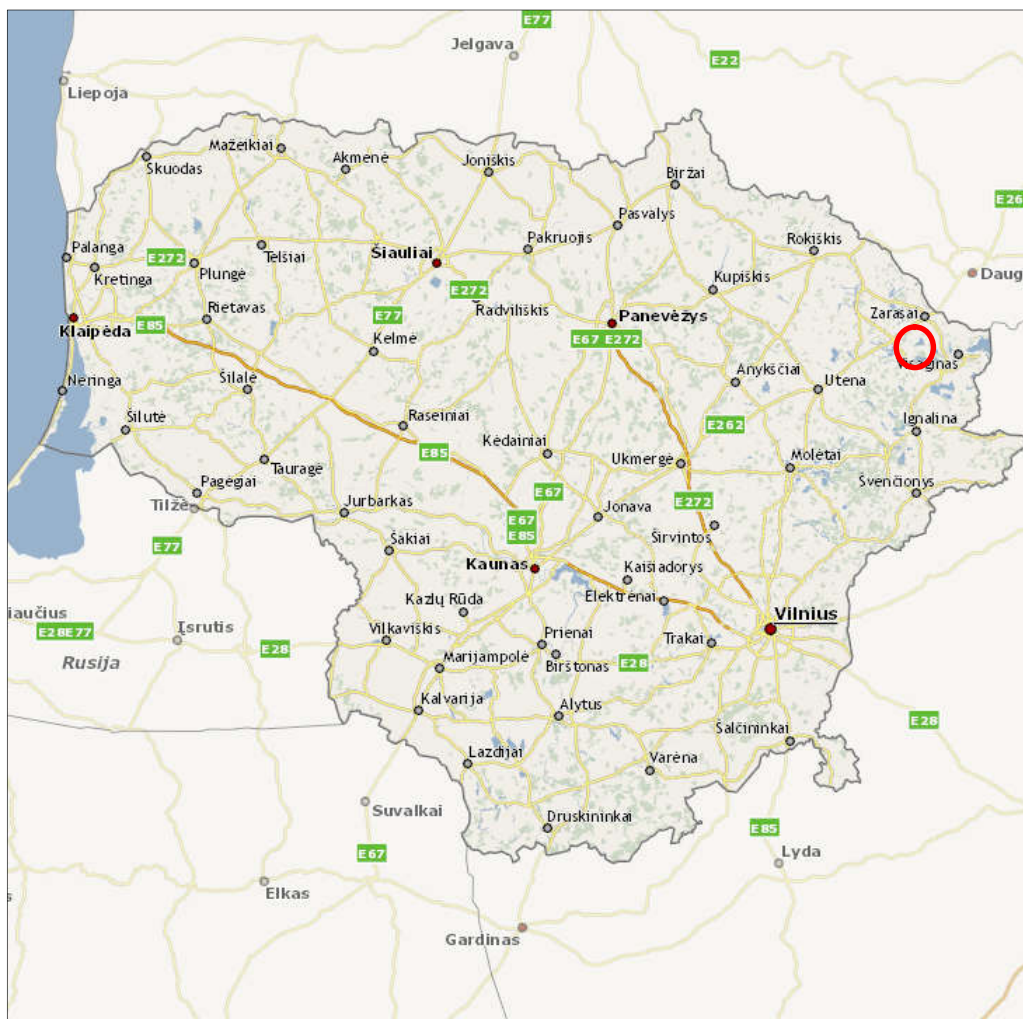 E77
Jelgava
E22
Liepoja
Mažeikiai
Skuodas
Akmenė
Joniškis
Biržai
E26
Pasvalys
Palanga
Kretinga
E272
Plungė
Telšiai
Šiauliai
Pakruojis
Rokiškis
Daug
Kupiškis
E272
Radviliškis
Rietavas
Klaipėda
E85
E77
Kelmė
Panevėžys
E67 E272
Zarasai
Visaginas
Neringa
Šilalė
Anykščiai
Utena
Šilutė
Raseiniai
E262
Ignalina
Kėdainiai
E85
Tauragė
Ukmergė
Molėtai
Pagėgiai
Tilžė
Jurbarkas
E67
Jonava
E272
Švenčionys
E67
E85
Širvintos
E77
Šakiai
Kaunas
Kaišiadorys
Elektrėnai
iaučius
E28E77
Įsrutis
Kazlų Rūda
Vilnius
Rusija
E28
Vilkaviškis
Prienai
Trakai
Marijampolė
Birštonas
E28
Kalvarija
Alytus
Šalčininkai
E28
Lazdijai
Varėna
Suvalkai
Druskininkai
E85
E67
Lyda
Elkas
s
Gardinas